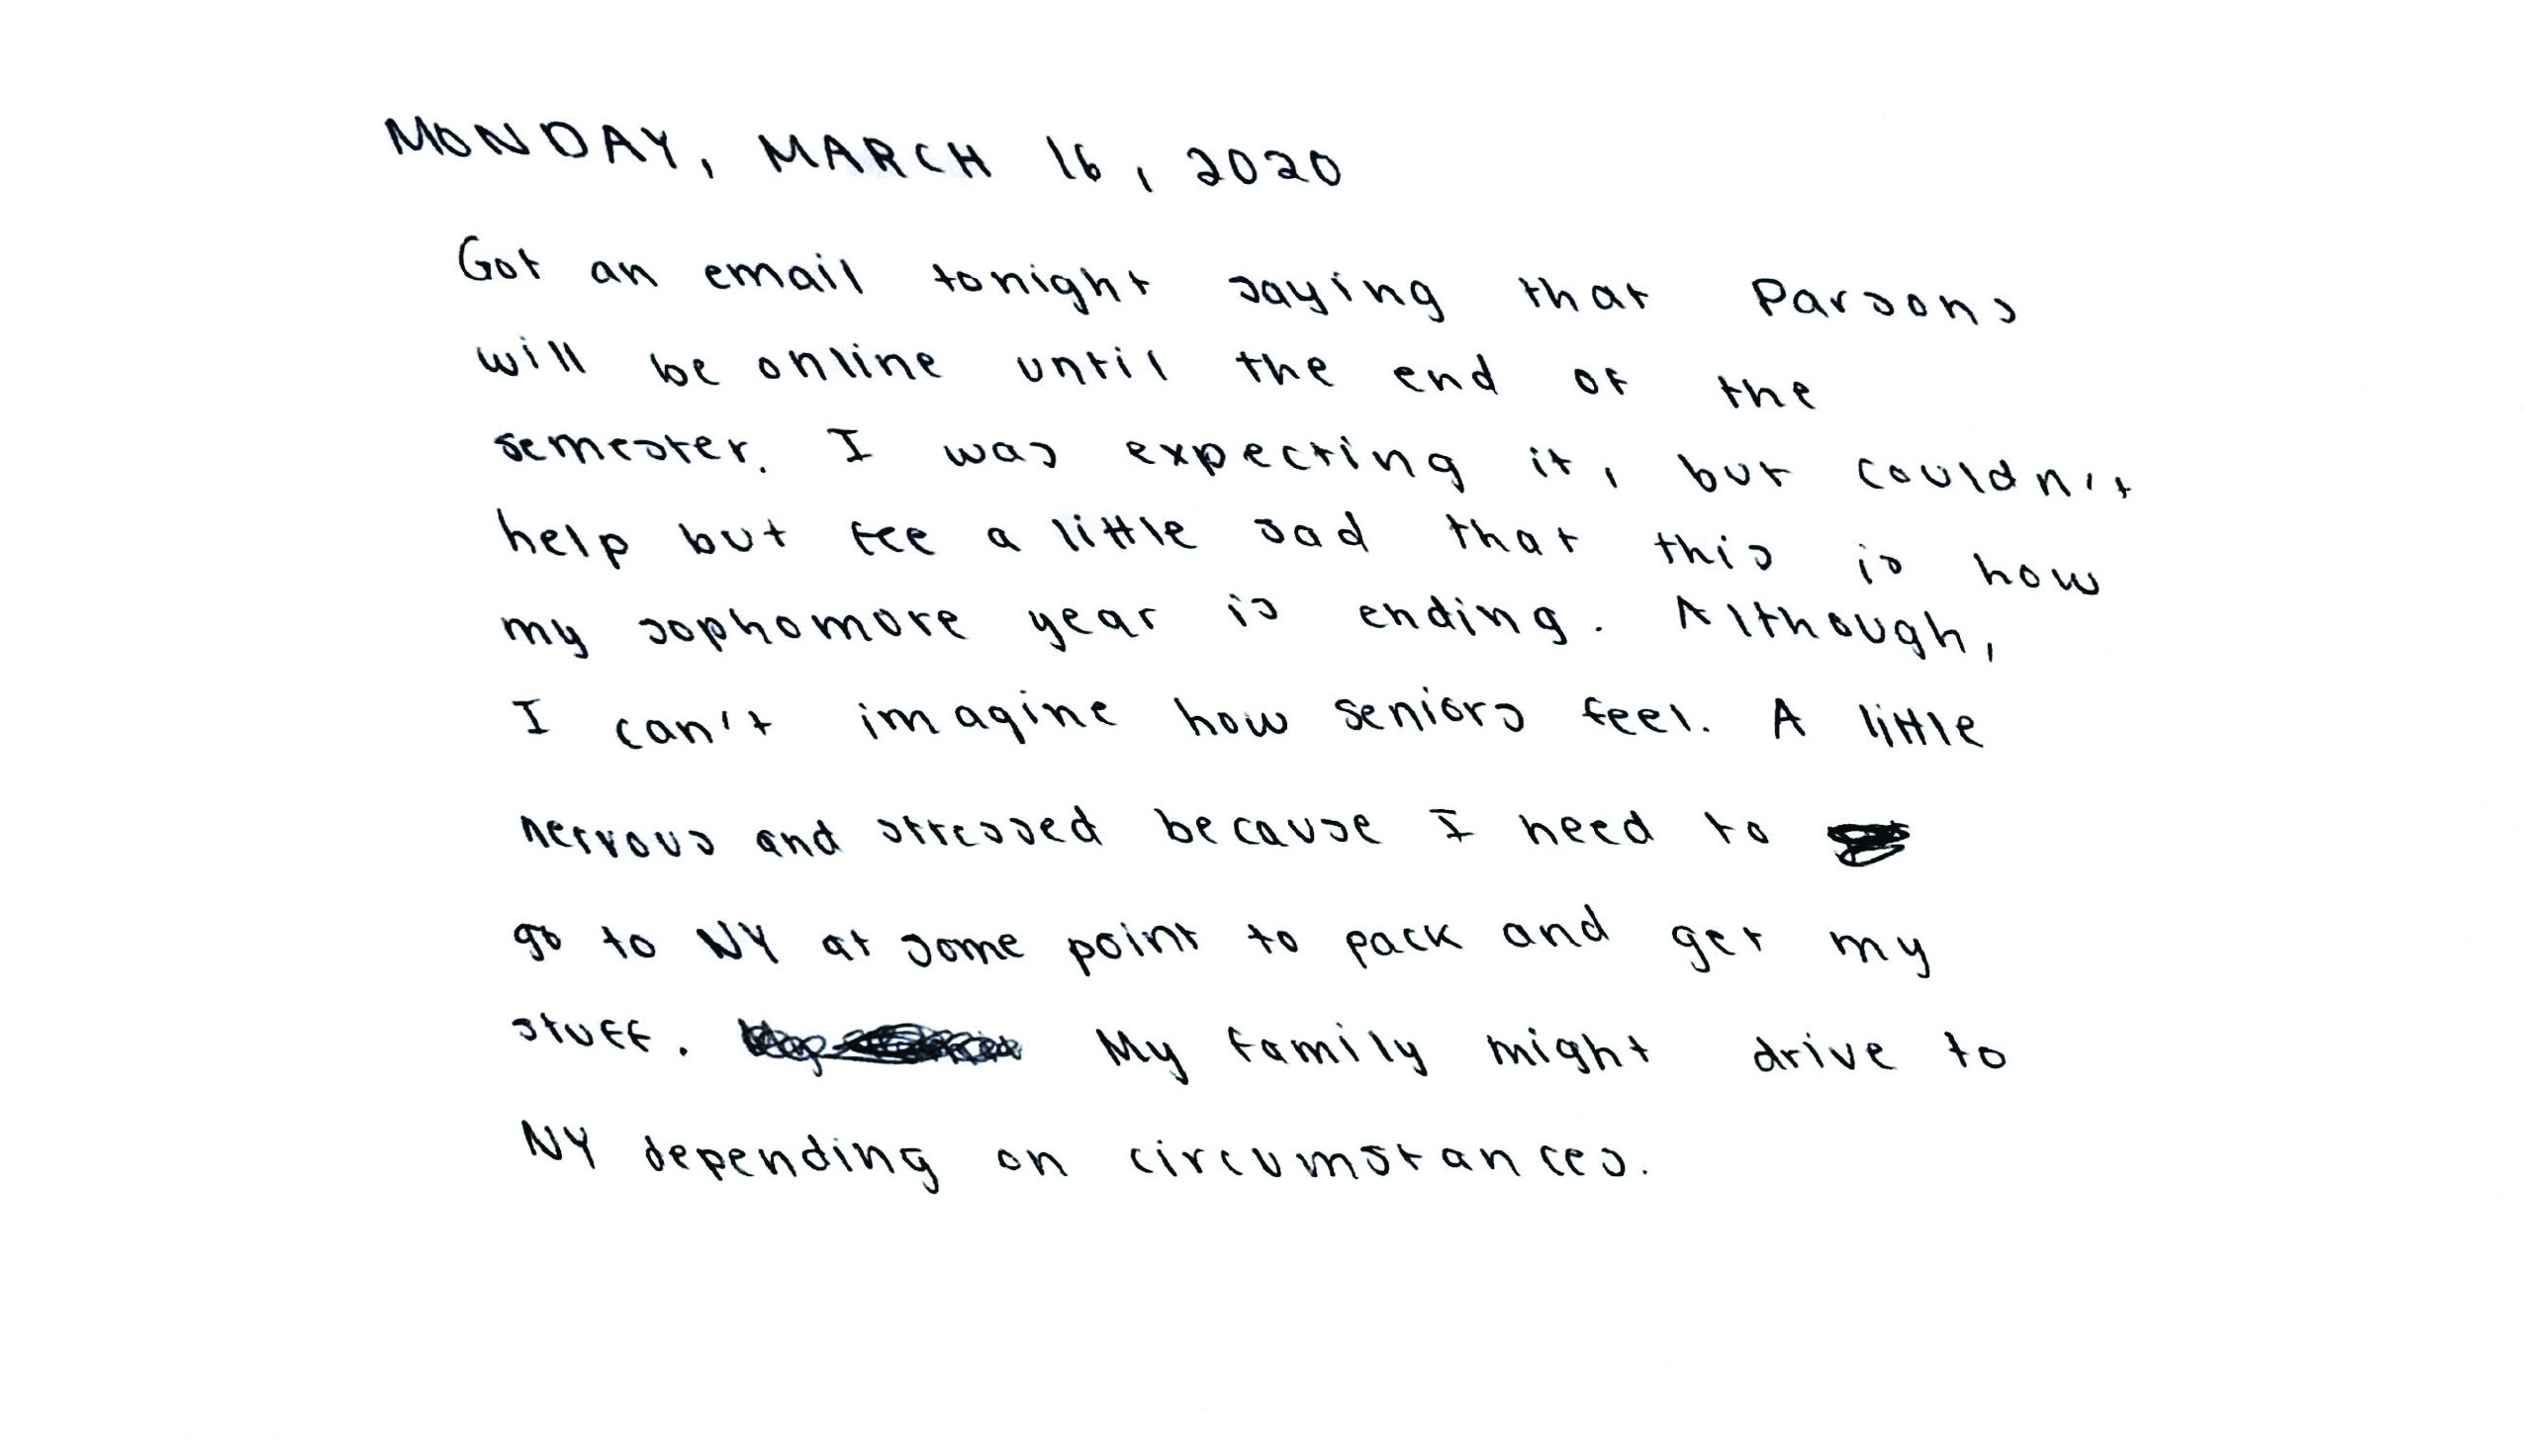 MONDAY, MARCH 16, 2020
Got an email tonight saying that Parsons
will be online until the end of the
semester. I was expecting it, but couldn't
help but fee a little sad that this is how
my sophomore year is ending. Although,
I can't imagine how seniors feel. A little
nervous and stressed because I need to
go to NY at some point to pack and get my
stuff. My family might drive to
NY depending on circumstances.